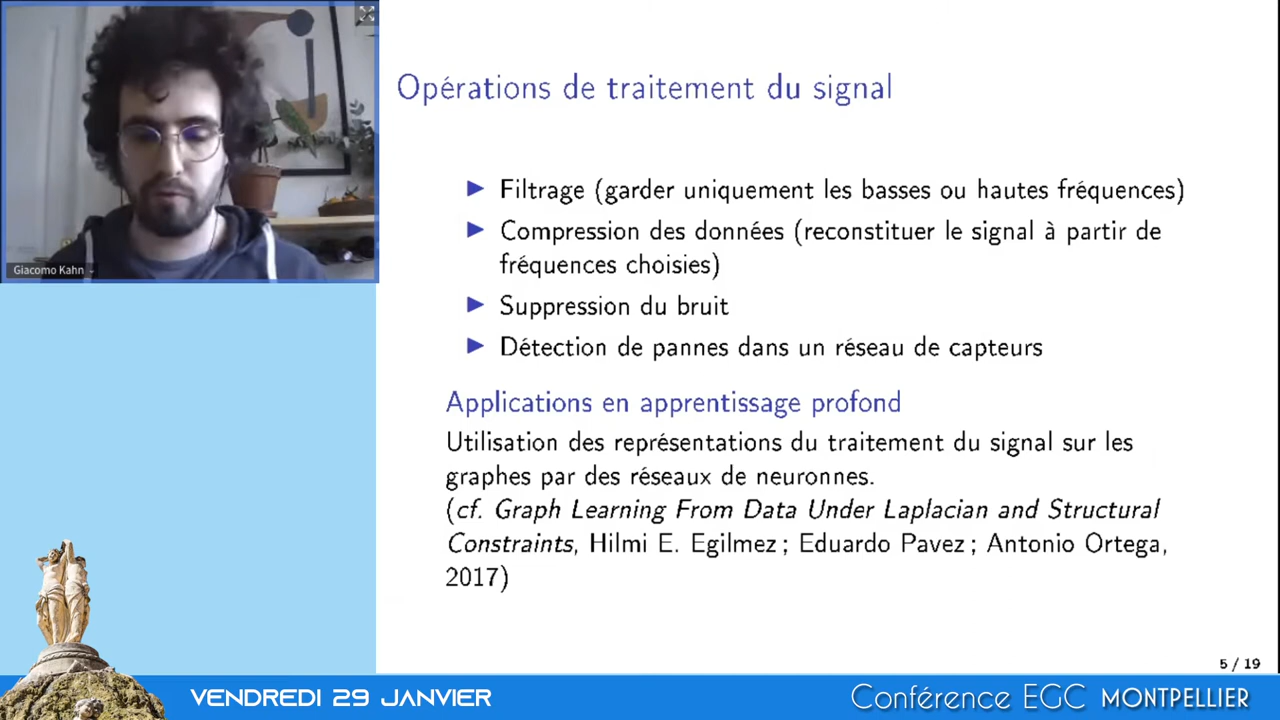 Opérations de traitement du signal
Filtrage (garder uniquement les basses ou hautes fréquences)
Compression des données (reconstituer le signal à partir de
fréquences choisies)
Suppression du bruit
Détection de pannes dans un réseau de capteurs
Applications en apprentissage profond
Utilisation des représentations du traitement du signal sur les
graphes par des réseaux de neuronnes.
(cf. Graph Learning From Data Under Laplacian and Structural
Constraints, Hilmi E. Egilmez ; Eduardo Pavez ; Antonio Ortega,
2017)
5 / 19
Giacomo Kahn
VENDREDI 29 JANVIER
Conférence EGC MONTPELLIER